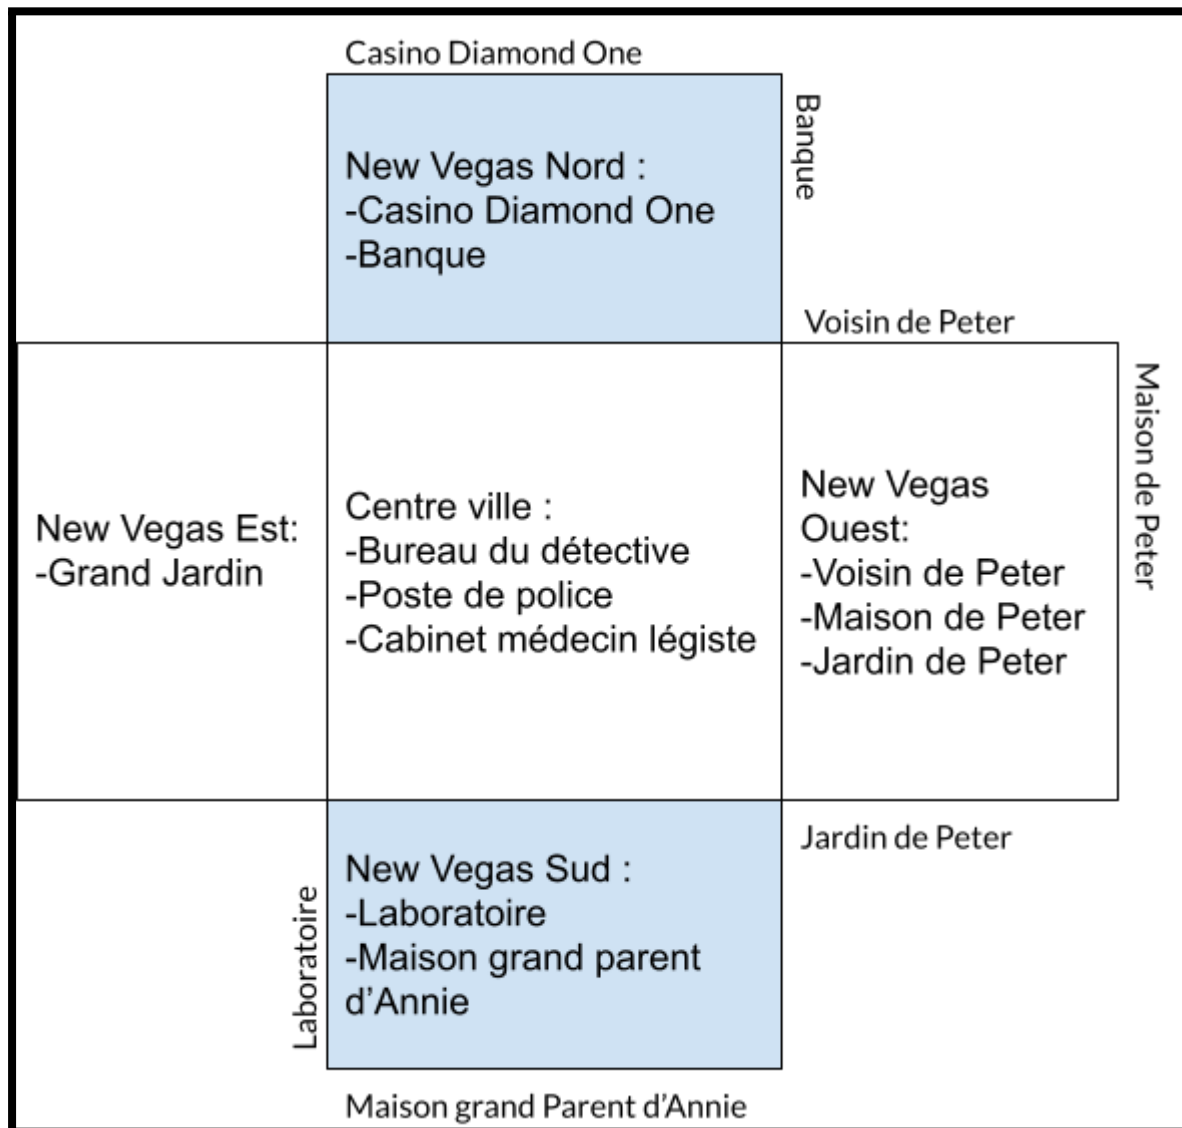 Casino Diamond One
Banque
New Vegas Nord :
-Casino Diamond One
-Banque
Voisin de Peter
Maison de Peter
New Vegas Est:
-Grand Jardin
Centre ville :
-Bureau du détective
-Poste de police
-Cabinet médecin légiste
New Vegas
Ouest:
-Voisin de Peter
-Maison de Peter
-Jardin de Peter
Jardin de Peter
Laboratoire
New Vegas Sud :
-Laboratoire
-Maison grand parent
d’Annie
Maison grand Parent d’Annie